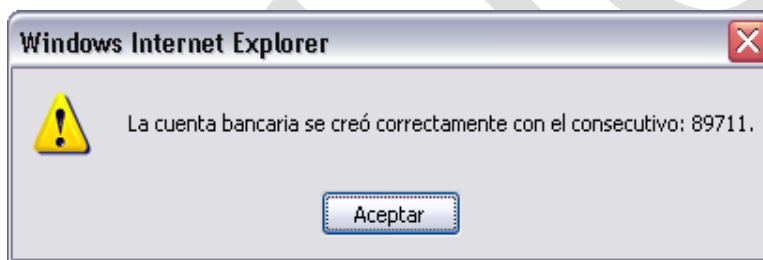 Windows Internet Explorer
La cuenta bancaria se creó correctamente con el consecutivo: 89711.
Aceptar